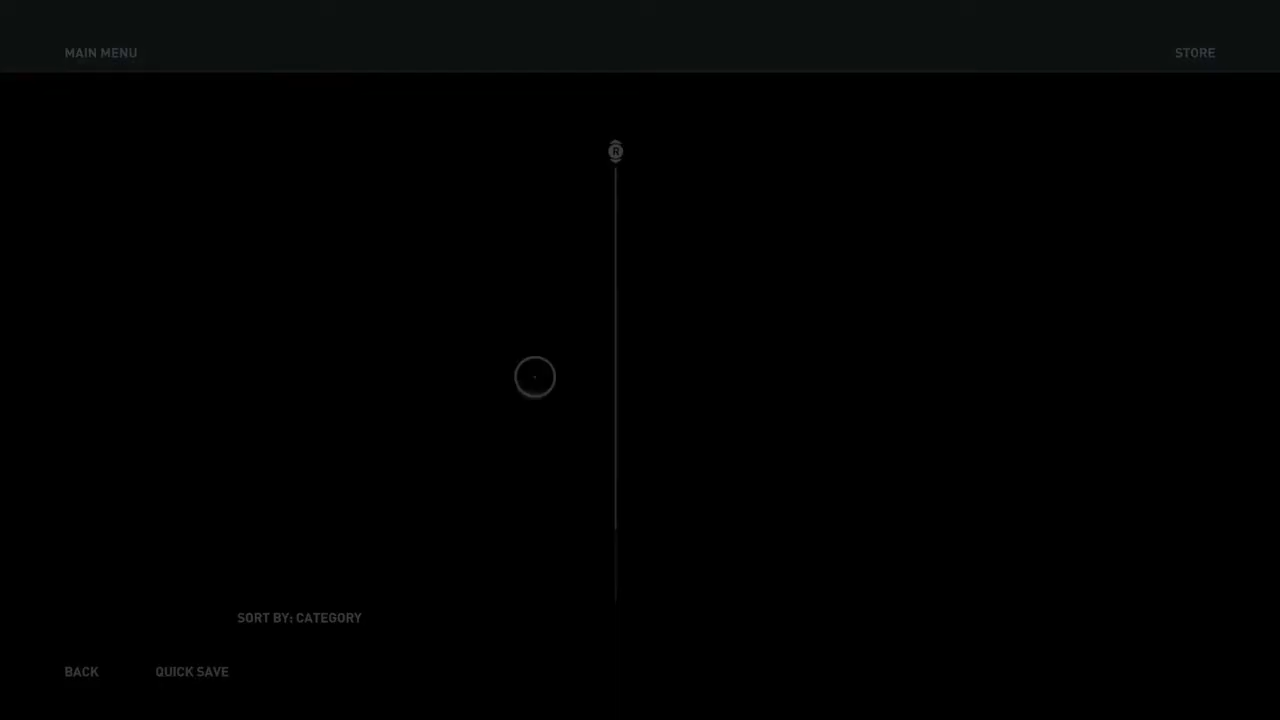 MAIN MENU
STORE
R
SORT BY: CATEGORY
BACK
QUICK SAVE